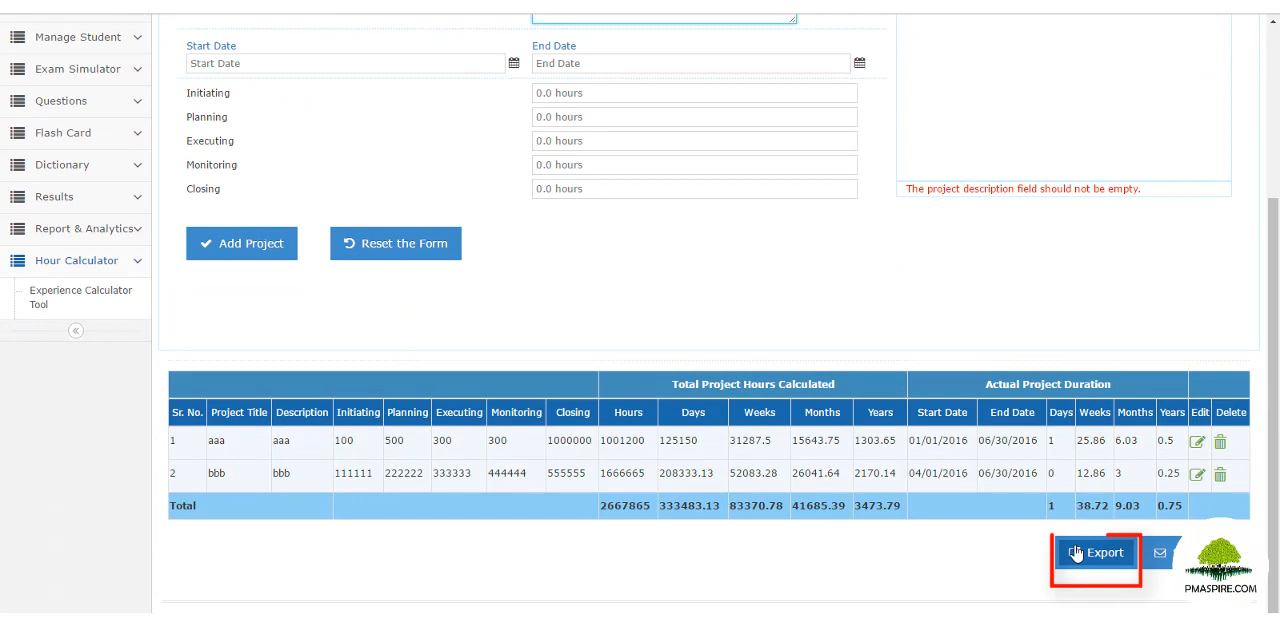 Manage Student
Exam Simulator
Questions
Flash Card
Dictionary
Results
Report & Analytics
Hour Calculator
Experience Calculator
Tool
Start Date End Date
Start Date End Date
Initiating 0.0 hours
Planning 0.0 hours
Executing 0.0 hours
Monitoring 0.0 hours
Closing 0.0 hours
The project description field should not be empty.
Add Project Reset the Form
Total Project Hours Calculated Actual Project Duration
Sr. No. Project Title Description Initiating Planning Executing Monitoring Closing Hours Days Weeks Months Years Start Date End Date Days Weeks Months Years Edit Delete
1 aaa aaa 100 500 300 300 1000000 1001200 125150 31287.5 15643.75 1303.65 01/01/2016 06/30/2016 1 25.86 6.03 0.5
2 bbb bbb 111111 222222 333333 444444 555555 1666665 208333.13 52083.28 26041.64 2170.14 04/01/2016 06/30/2016 0 12.86 3 0.25
Total 2667865 333483.13 83370.78 41685.39 3473.79 1 38.72 9.03 0.75
Export
PMASPIRE.COM